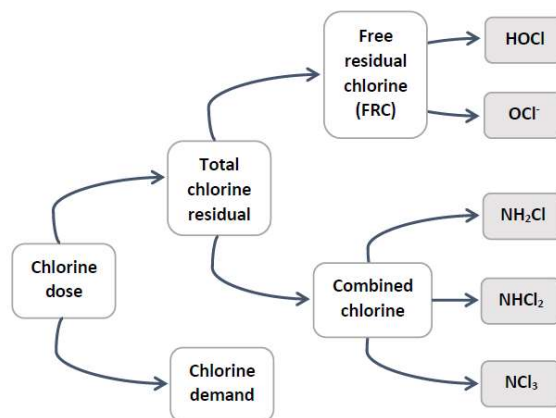 Free
residual
chlorine
(FRC)
HOCl
OCl⁻
Total
chlorine
residual
NH₂Cl
Chlorine
dose
Combined
chlorine
NHCl₂
Chlorine
demand
NCl₃